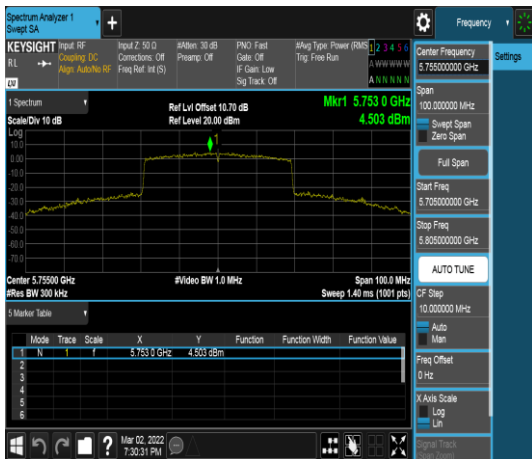 Spectrum Analyzer 1
Swept SA
Frequency
KEYSIGHT
RL
Input: RF
Coupling: DC
Align: Auto/No RF
Input Z: 50 Ω
Corrections: Off
Freq Ref: Int (S)
#Atten: 30 dB
Preamp: Off
PNO: Fast
Gate: Off
IF Gain: Low
Sig Track: Off
#Avg Type: Power (RMS)
Trig: Free Run
1 2 3 4 5 6
A W W W W W
A N N N N N
LXI
1 Spectrum
Scale/Div 10 dB
Log
Ref Lvl Offset 10.70 dB
Ref Level 20.00 dBm
Mkr1 5.753 0 GHz
4.503 dBm
1
10.0
0.00
-10.0
-20.0
-30.0
-40.0
-50.0
-60.0
-70.0
Center 5.75500 GHz
#Res BW 300 kHz
#Video BW 1.0 MHz
Span 100.0 MHz
Sweep 1.40 ms (1001 pts)
5 Marker Table
Mode Trace Scale X Y Function Function Width Function Value
1 N 1 f 5.753 0 GHz 4.503 dBm
2
3
4
5
6
Mar 02, 2022
7:30:31 PM
Center Frequency
5.755000000 GHz
Settings
Span
100.000000 MHz
Swept Span
Zero Span
Full Span
Start Freq
5.705000000 GHz
Stop Freq
5.805000000 GHz
AUTO TUNE
CF Step
10.000000 MHz
Auto
Man
Freq Offset
0 Hz
X Axis Scale
Log
Lin
Signal Track
(Span Zoom)